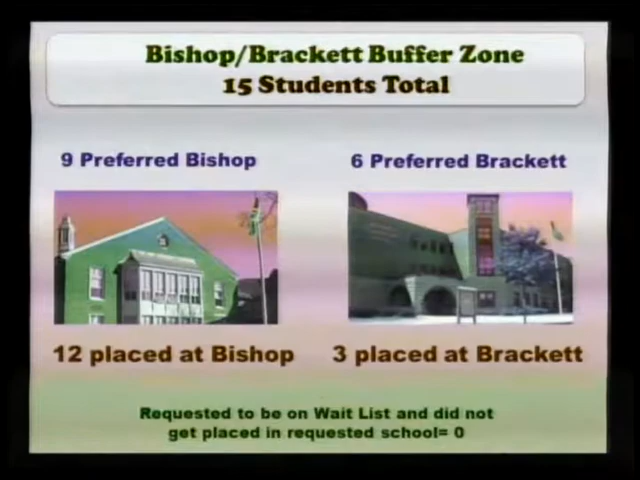 Bishop/Brackett Buffer Zone
15 Students Total
9 Preferred Bishop
6 Preferred Brackett
12 placed at Bishop
3 placed at Brackett
Requested to be on Wait List and did not
get placed in requested school= 0